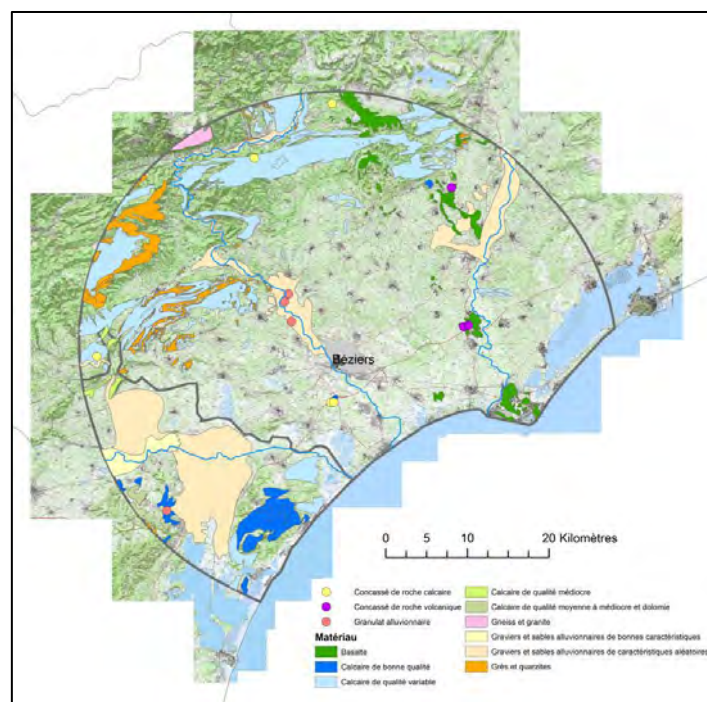 Béziers
0 5 10 20 Kilomètres
Concassé de roche calcaire
Concassé de roche volcanique
Granulat alluvionnaire
Matériau
Basalte
Calcaire de bonne qualité
Calcaire de qualité variable
Calcaire de qualité médiocre
Calcaire de qualité moyenne à médiocre et dolomie
Gneiss et granite
Graviers et sables alluvionnaires de bonnes caractéristiques
Graviers et sables alluvionnaires de caractéristiques aléatoires
Grès et quarzites